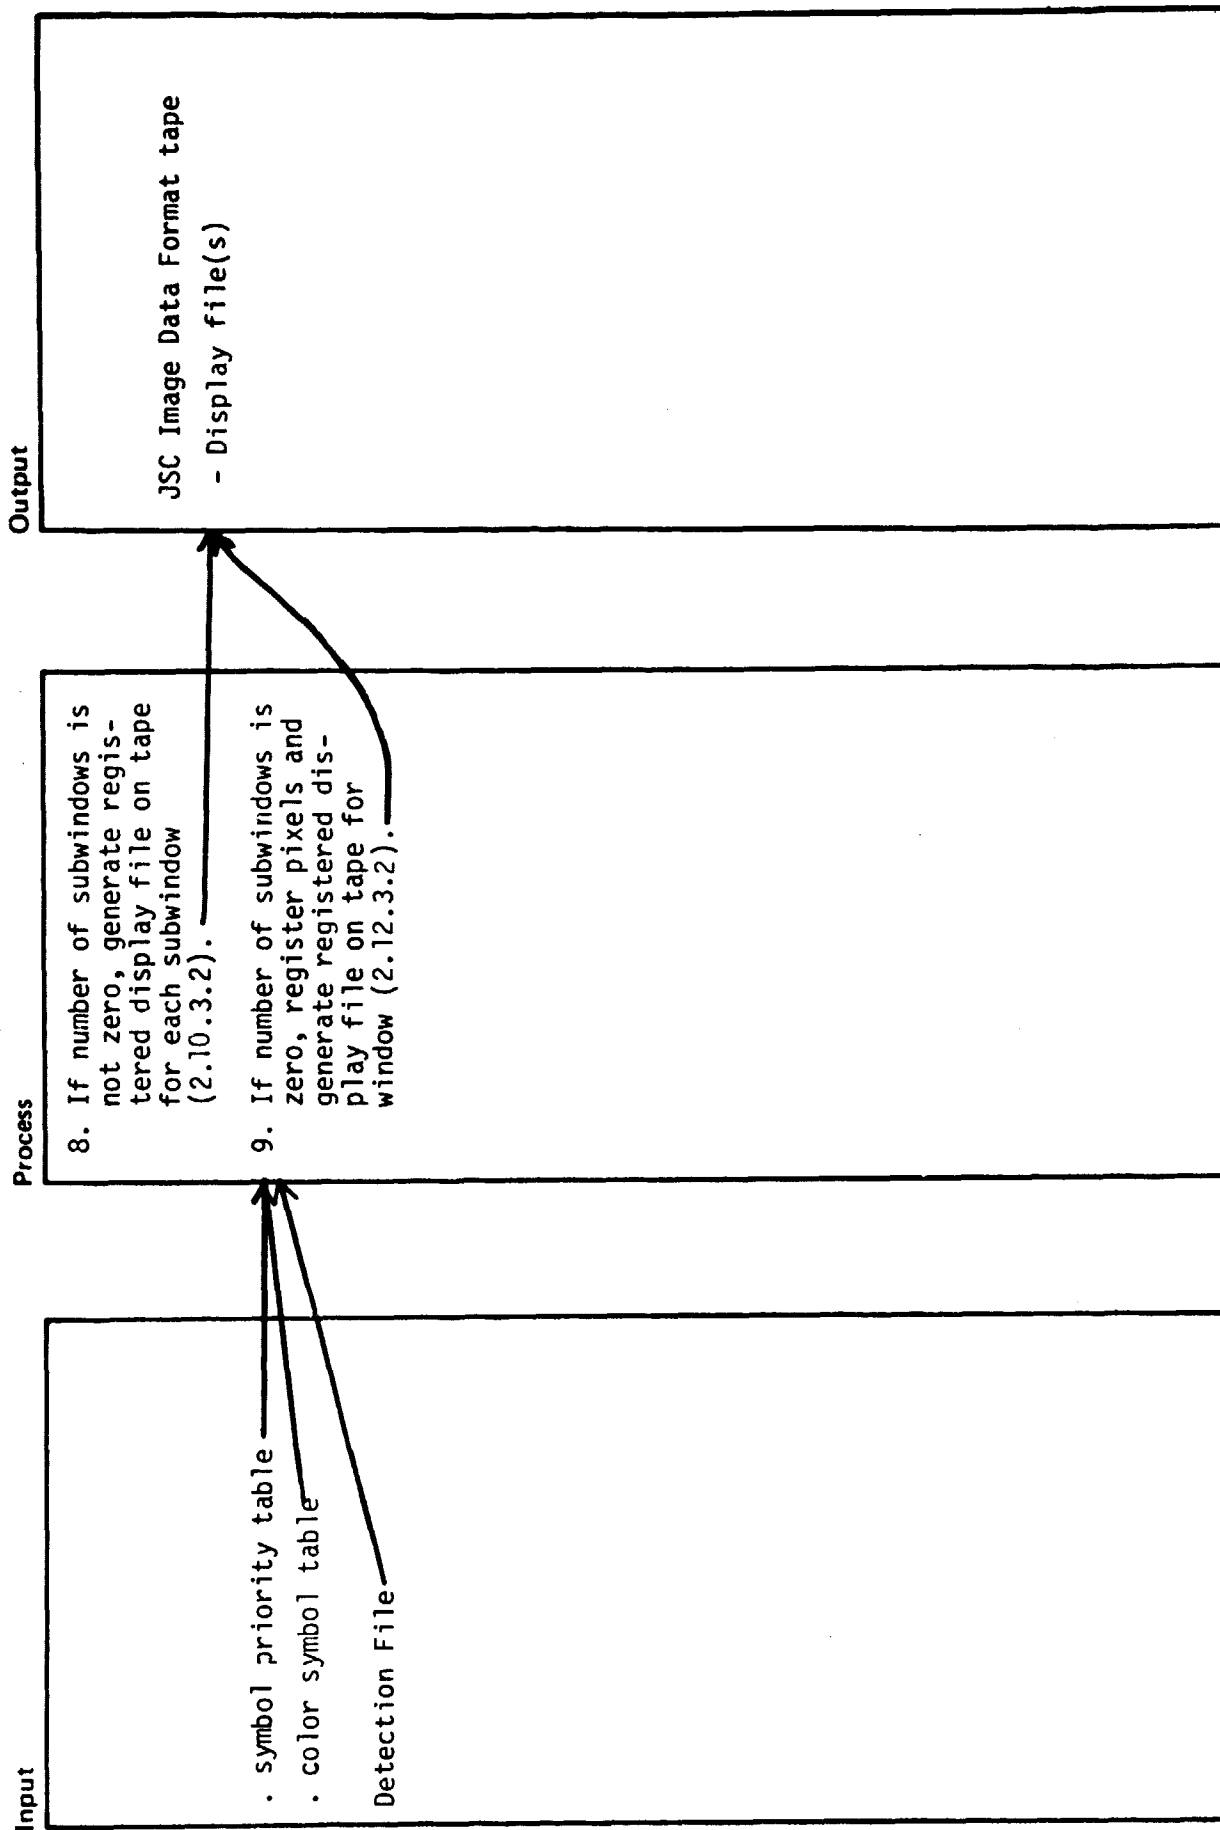 Input
. symbol priority table
. color symbol table
Detection File
Process
8. If number of subwindows is
not zero, generate regis-
tered display file on tape
for each subwindow
(2.10.3.2).
9. If number of subwindows is
zero, register pixels and
generate registered dis-
play file on tape for
window (2.12.3.2).
Output
JSC Image Data Format tape
- Display file(s)